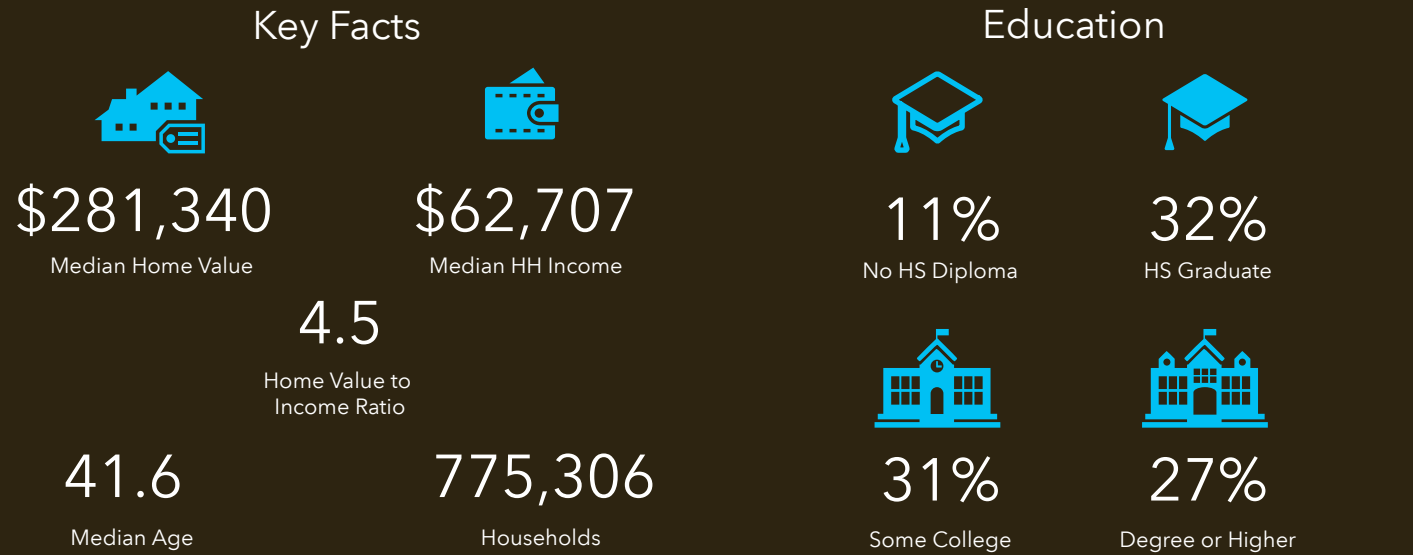 Key Facts
$281,340
Median Home Value
$62,707
Median HH Income
4.5
Home Value to
Income Ratio
41.6
Median Age
775,306
Households
Education
11%
No HS Diploma
32%
HS Graduate
31%
Some College
27%
Degree or Higher